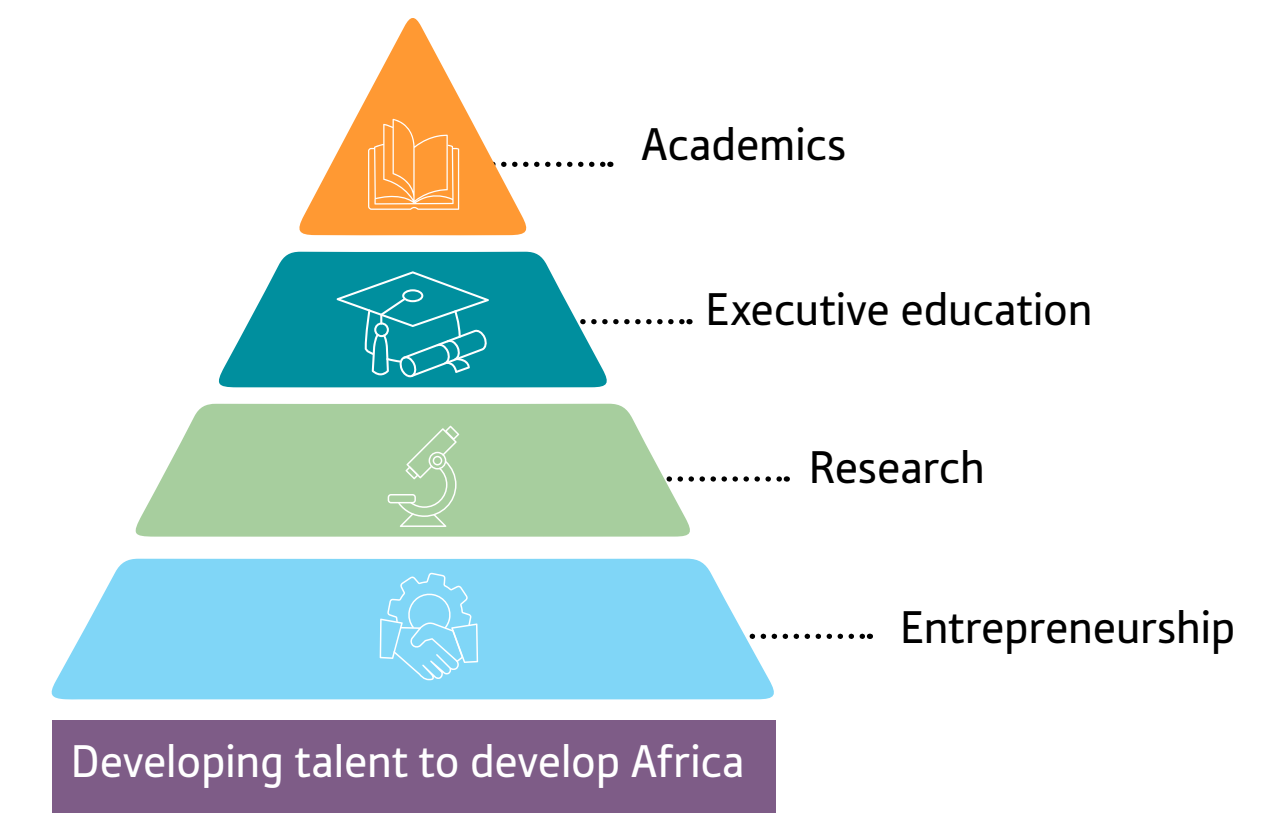 Academics
Executive education
Research
Entrepreneurship
Developing talent to develop Africa